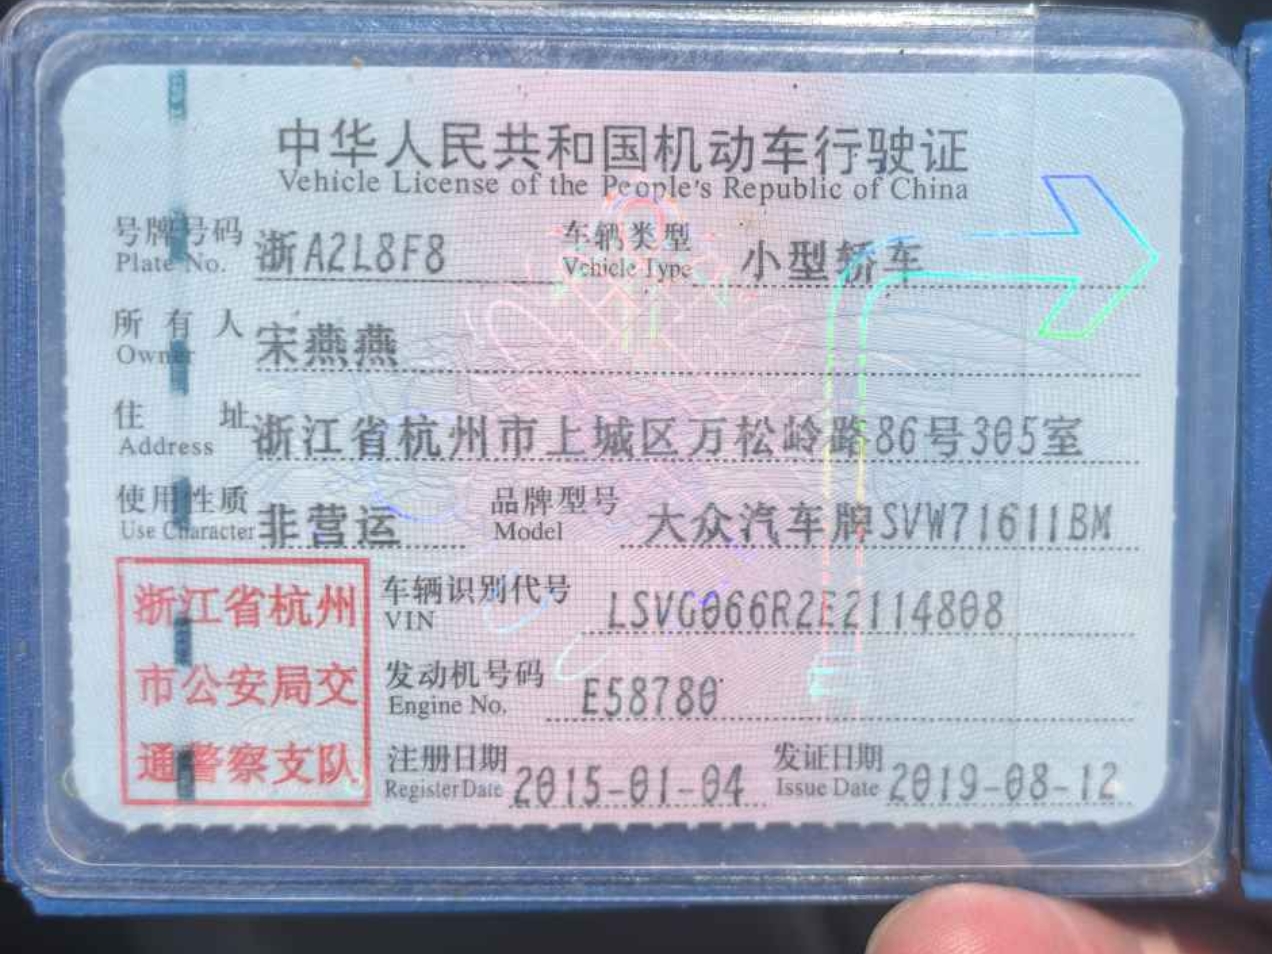 中华人民共和国机动车行驶证
Vehicle License of the People's Republic of China
号牌号码 浙A2L8F8 车辆类型 小型轿车
Plate No. Vehicle Type
所有人 宋燕燕
Owner
住址 浙江省杭州市上城区万松岭路86号305室
Address
使用性质 非营运 品牌型号 大众汽车牌SVW71611BM
Use Character Model
浙江省杭州
市公安局交
通警察支队
车辆识别代号 LSVG066R2E2114808
VIN
发动机号码 E58780
Engine No.
注册日期 2015-01-04 发证日期 2019-08-12
Register Date Issue Date